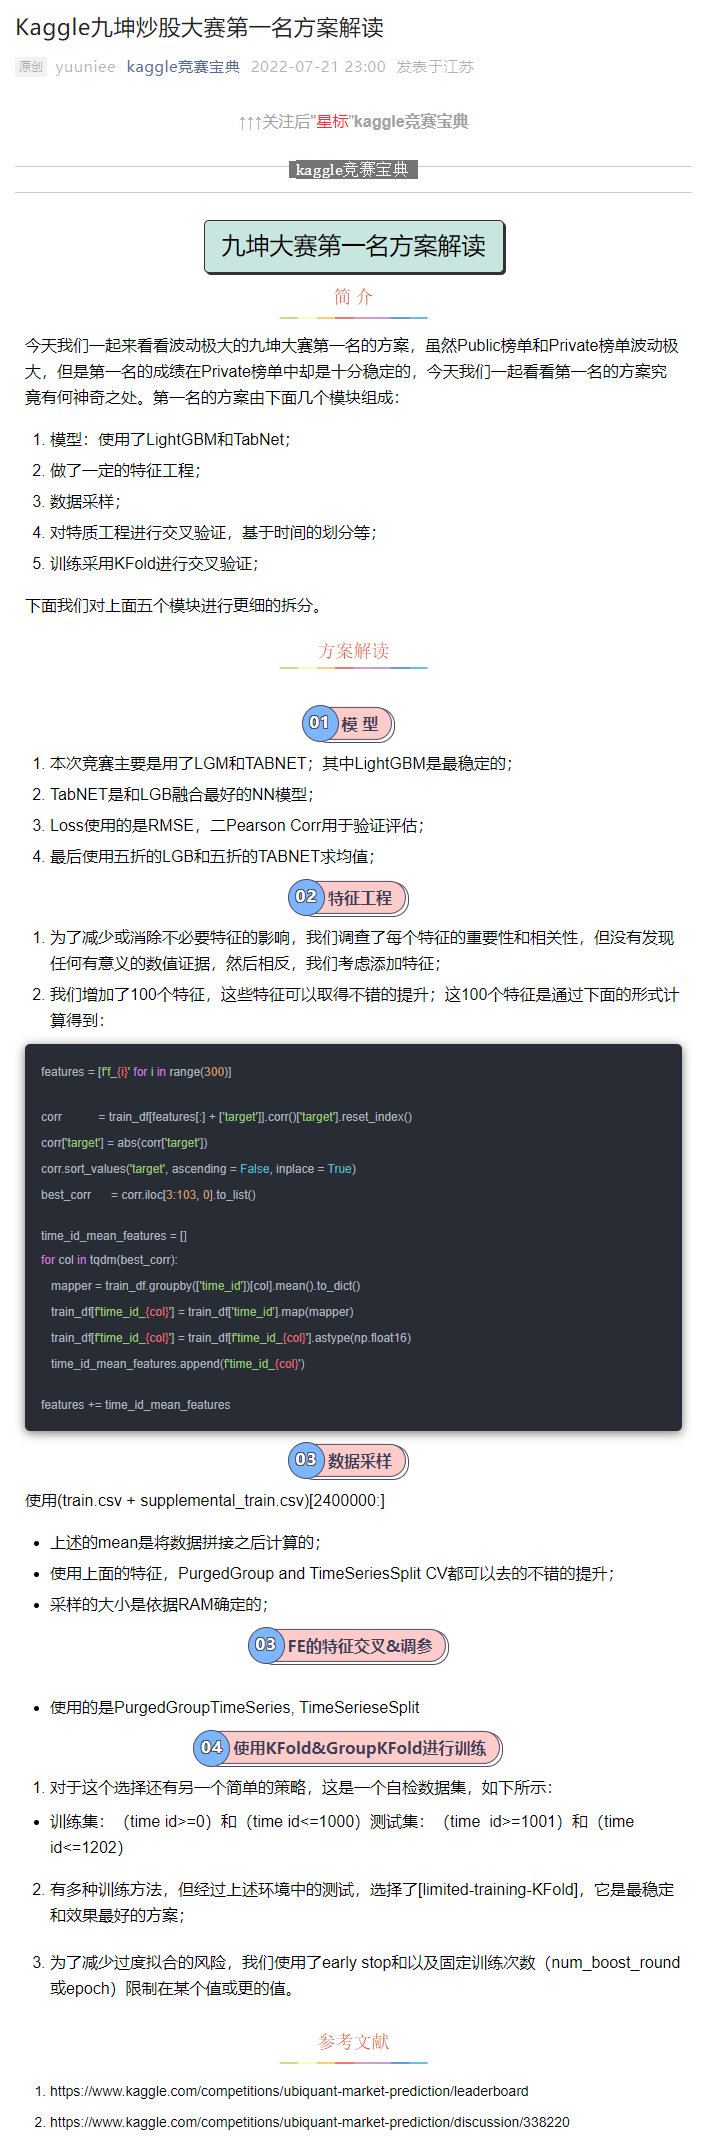 Kaggle九坤炒股大赛第一名方案解读
原创 yuuniee kaggle竞赛宝典 2022-07-21 23:00 发表于江苏
↑↑↑关注后"星标"kaggle竞赛宝典
kaggle竞赛宝典
九坤大赛第一名方案解读
简 介
今天我们一起来看看波动极大的九坤大赛第一名的方案，虽然Public榜单和Private榜单波动极
大，但是第一名的成绩在Private榜单中却是十分稳定的，今天我们一起看看第一名的方案究
竟有何神奇之处。第一名的方案由下面几个模块组成：
1. 模型：使用了LightGBM和TabNet；
2. 做了一定的特征工程；
3. 数据采样；
4. 对特质工程进行交叉验证，基于时间的划分等；
5. 训练采用KFold进行交叉验证；
下面我们对上面五个模块进行更细的拆分。
方案解读
01 模 型
1. 本次竞赛主要是用了LGM和TABNET；其中LightGBM是最稳定的；
2. TabNET是和LGB融合最好的NN模型；
3. Loss使用的是RMSE，二Pearson Corr用于验证评估；
4. 最后使用五折的LGB和五折的TABNET求均值；
02 特征工程
1. 为了减少或消除不必要特征的影响，我们调查了每个特征的重要性和相关性，但没有发现
任何有意义的数值证据，然后相反，我们考虑添加特征；
2. 我们增加了100个特征，这些特征可以取得不错的提升；这100个特征是通过下面的形式计
算得到：
features = [f'f_{i}' for i in range(300)]
corr = train_df[features[:] + ['target']].corr()['target'].reset_index()
corr['target'] = abs(corr['target'])
corr.sort_values('target', ascending = False, inplace = True)
best_corr = corr.iloc[3:103, 0].to_list()
time_id_mean_features = []
for col in tqdm(best_corr):
mapper = train_df.groupby(['time_id'])[col].mean().to_dict()
train_df[f'time_id_{col}'] = train_df['time_id'].map(mapper)
train_df[f'time_id_{col}'] = train_df[f'time_id_{col}'].astype(np.float16)
time_id_mean_features.append(f'time_id_{col}')
features += time_id_mean_features
03 数据采样
使用(train.csv + supplemental_train.csv)[2400000:]
• 上述的mean是将数据拼接之后计算的；
• 使用上面的特征，PurgedGroup and TimeSeriesSplit CV都可以去的不错的提升；
• 采样的大小是依据RAM确定的；
03 FE的特征交叉&调参
• 使用的是PurgedGroupTimeSeries, TimeSerieseSplit
04 使用KFold&GroupKFold进行训练
1. 对于这个选择还有另一个简单的策略，这是一个自检数据集，如下所示：
• 训练集：（time id>=0）和（time id<=1000）测试集：（time id>=1001）和（time
id<=1202）
2. 有多种训练方法，但经过上述环境中的测试，选择了[limited-training-KFold]，它是最稳定
和效果最好的方案；
3. 为了减少过度拟合的风险，我们使用了early stop和以及固定训练次数（num_boost_round
或epoch）限制在某个值或更的值。
参考文献
1. https://www.kaggle.com/competitions/ubiquant-market-prediction/leaderboard
2. https://www.kaggle.com/competitions/ubiquant-market-prediction/discussion/338220